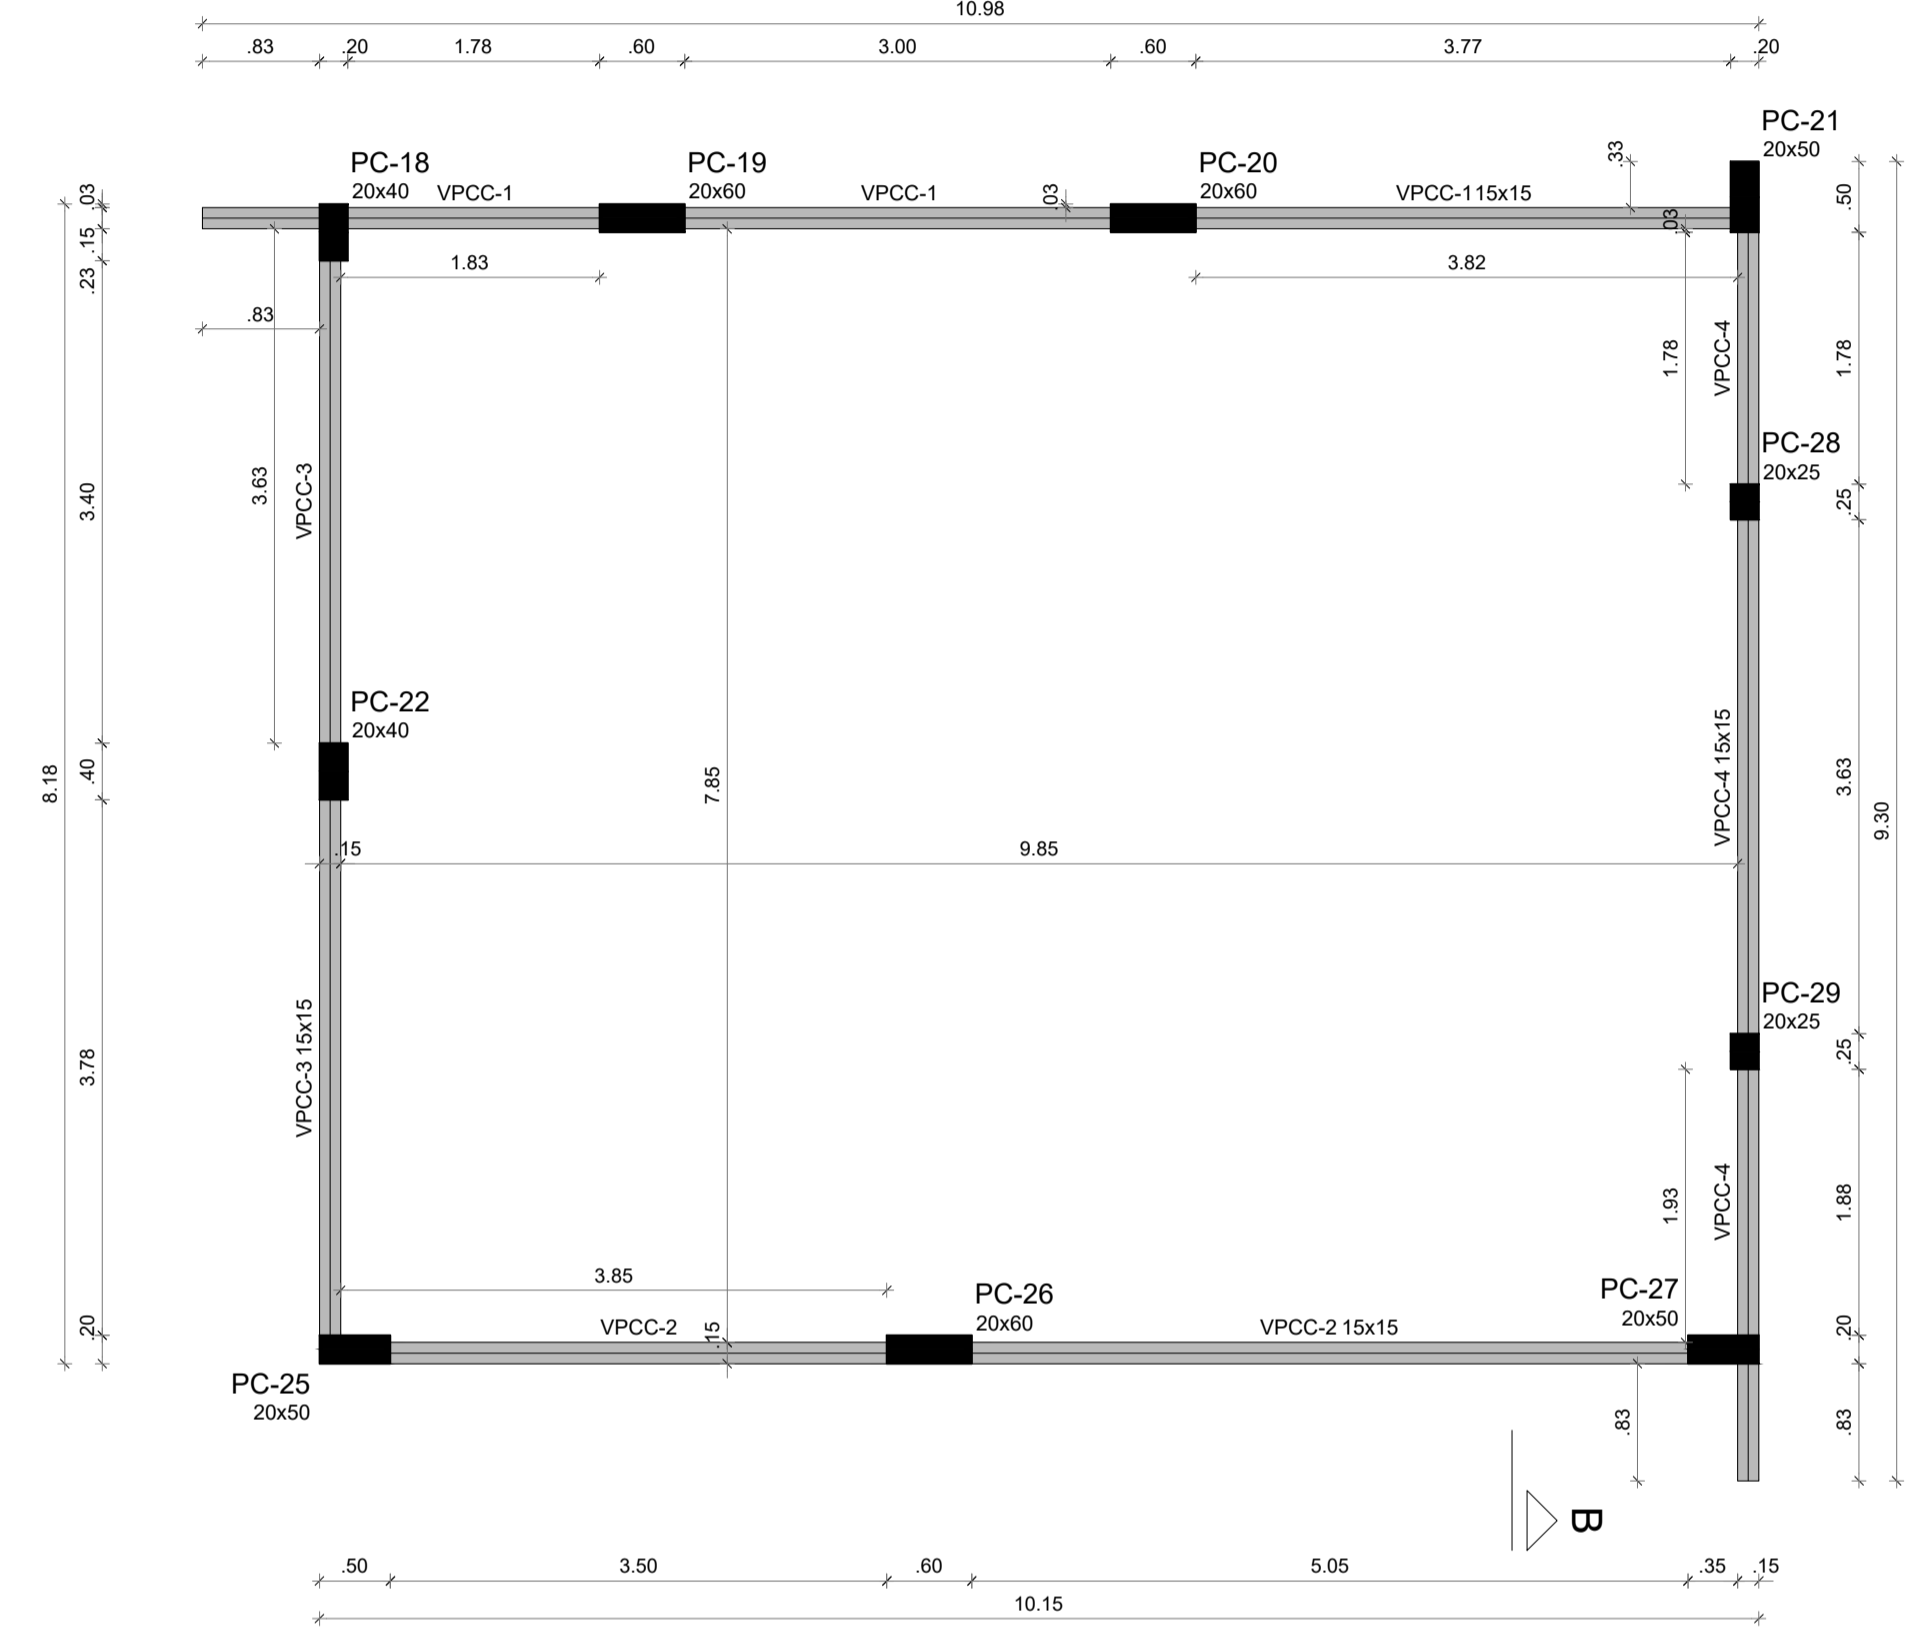 10.98
.83 .20 1.78 .60 3.00 .60 3.77 .20
PC-21
20x50
PC-18
20x40
VPCC-1
PC-19
20x60
VPCC-1
PC-20
20x60
VPCC-115x15
.33
.03
.03
.03
.50
.15
.23
1.83
3.82
.83
3.63
VPCC-3
3.40
1.78
VPCC-4
1.78
PC-28
20x25
.25
PC-22
20x40
.40
8.18
7.85
VPCC-4 15x15
3.63
9.30
.15
9.85
PC-29
20x25
.25
VPCC-3 15x15
3.78
1.93
VPCC-4
1.88
3.85
PC-26
20x60
PC-27
20x50
.20
VPCC-2
.15
VPCC-2 15x15
.20
PC-25
20x50
.83
.83
B
.50 3.50 .60 5.05 .35 .15
10.15